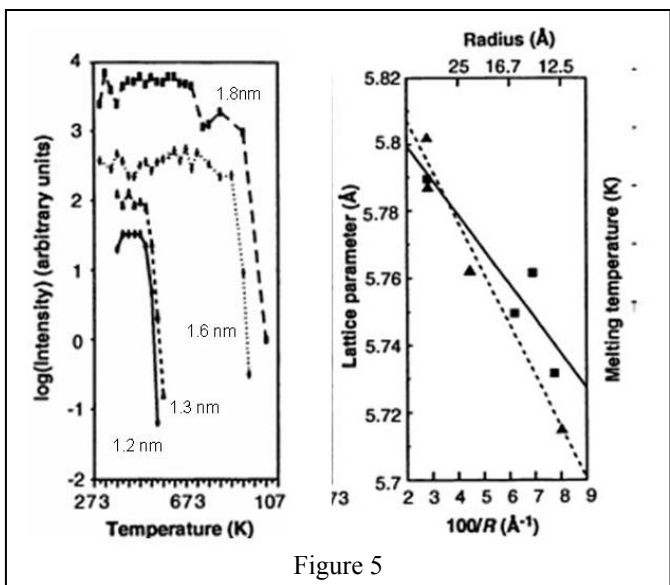 4
3
2
1
0
-1
-2
log(Intensity) (arbitrary units)
1.8nm
1.6 nm
1.3 nm
1.2 nm
273
673
107
Temperature (K)
Radius (Å)
25
16.7
12.5
5.82
5.8
5.78
5.76
5.74
5.72
5.7
Lattice parameter (Å)
Melting temperature (K)
73
2
3
4
5
6
7
8
9
100/R (Å-1)
Figure 5